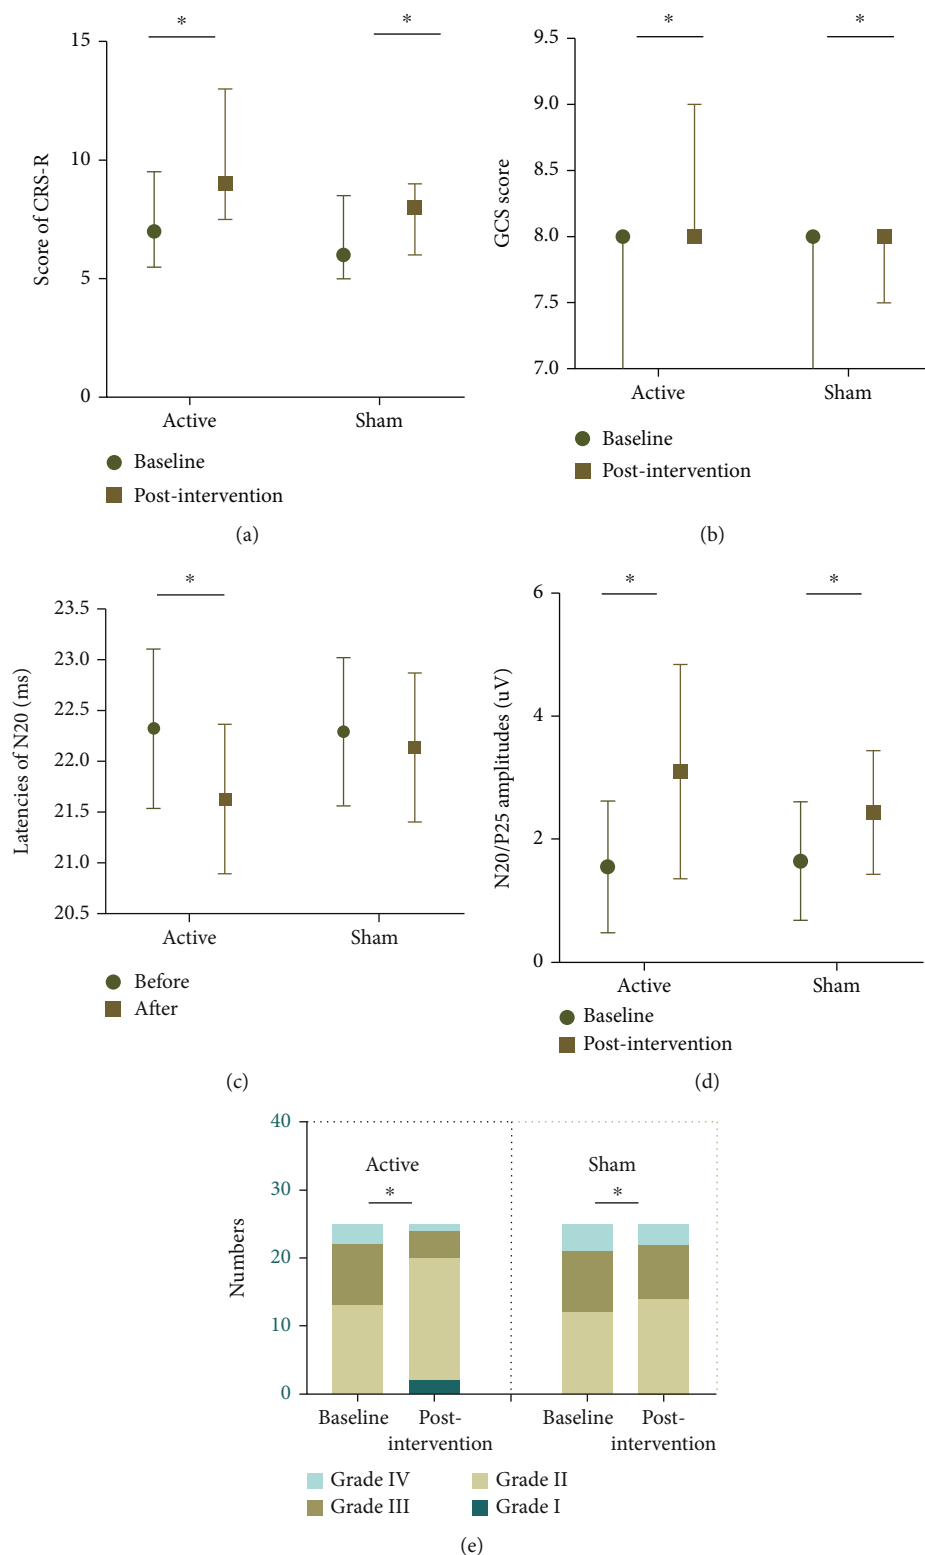 *
*
15
10
5
0
Score of CRS-R
Active
Sham
Baseline
Post-intervention
(a)
*
*
9.5
9.0
8.5
8.0
7.5
7.0
GCS score
Active
Sham
Baseline
Post-intervention
(b)
*
23.5
23.0
22.5
22.0
21.5
21.0
20.5
Latencies of N20 (ms)
Active
Sham
Before
After
(c)
*
*
6
4
2
0
N20/P25 amplitudes (uV)
Active
Sham
Baseline
Post-intervention
(d)
40
30
20
10
0
Numbers
Active
Sham
*
*
Baseline
Post-
intervention
Baseline
Post-
intervention
Grade IV
Grade II
Grade III
Grade I
(e)